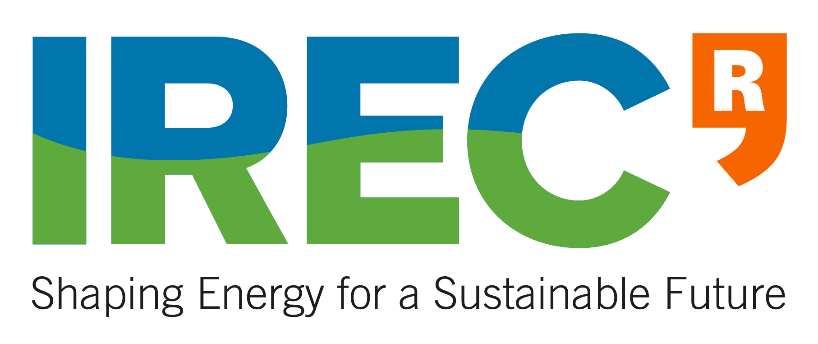 IREC R
Shaping Energy for a Sustainable Future